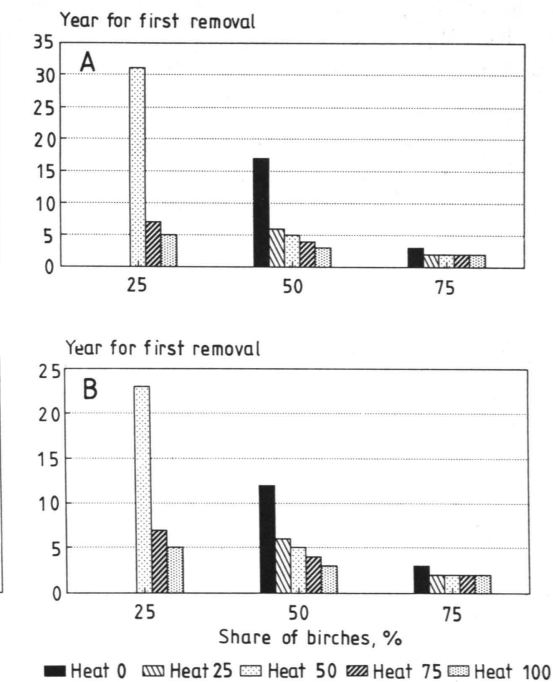 Year for first removal
35
A
30
25
20
15
10
5
0
25 50 75
Year for first removal
25
B
20
15
10
5
0
25 50 75
Share of birches, %
Heat 0 Heat 25 Heat 50 Heat 75 Heat 100